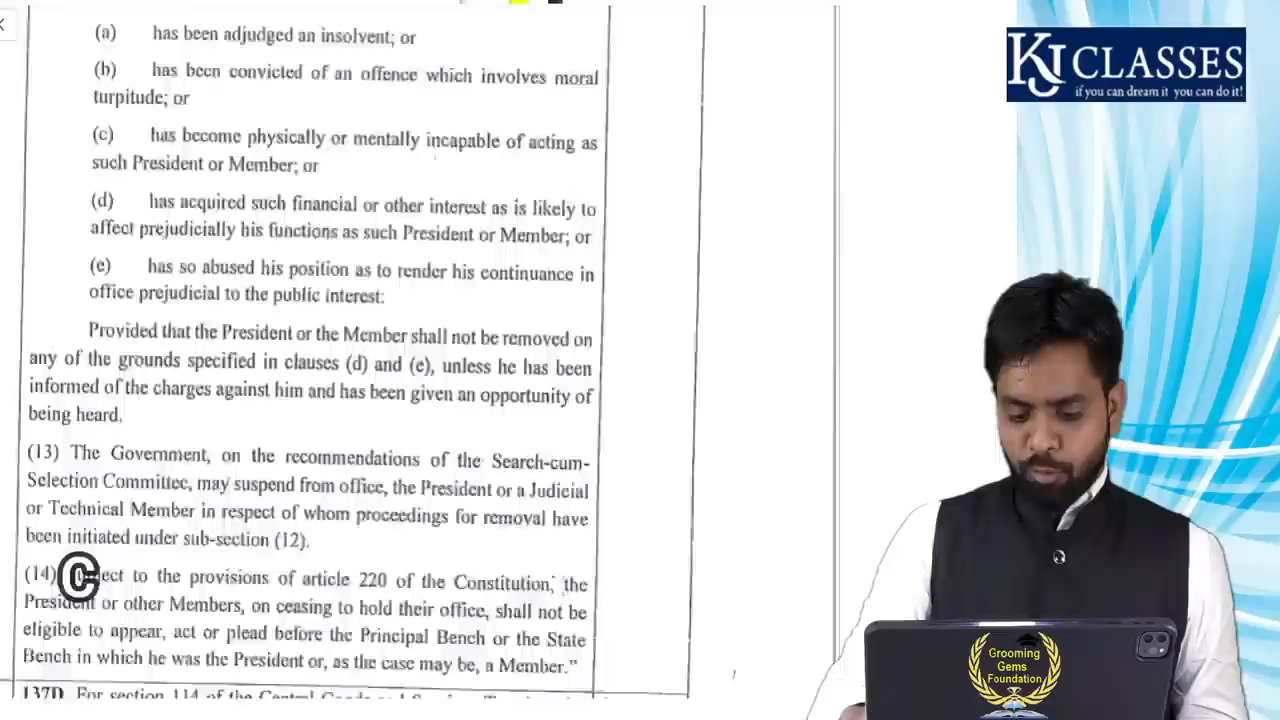 (a) has been adjudged an insolvent; or
(b) has been convicted of an offence which involves moral
turpitude; or
(c) has become physically or mentally incapable of acting as
such President or Member; or
(d) has acquired such financial or other interest as is likely to
affect prejudicially his functions as such President or Member; or
(e) has so abused his position as to render his continuance in
office prejudicial to the public interest:
Provided that the President or the Member shall not be removed on
any of the grounds specified in clauses (d) and (e), unless he has been
informed of the charges against him and has been given an opportunity of
being heard.
(13) The Government, on the recommendations of the Search-cum-
Selection Committee, may suspend from office, the President or a Judicial
or Technical Member in respect of whom proceedings for removal have
been initiated under sub-section (12).
(14) to the provisions of article 220 of the Constitution, the
President or other Members, on ceasing to hold their office, shall not be
eligible to appear, act or plead before the Principal Bench or the State
Bench in which he was the President or, as the case may be, a Member."
137D. For section 114 of the Central
C
KJ CLASSES
if you can dream it you can do it!
Grooming
Gems
Foundation